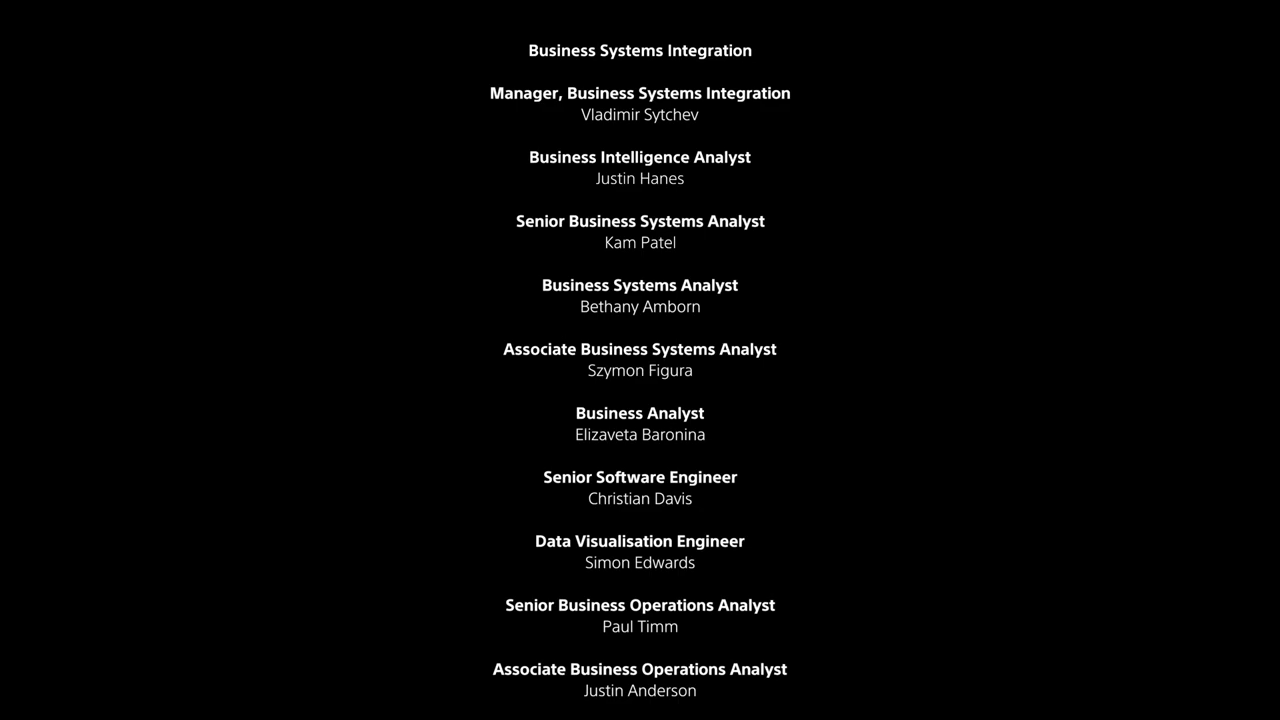 Business Systems Integration
Manager, Business Systems Integration
Vladimir Sytchev
Business Intelligence Analyst
Justin Hanes
Senior Business Systems Analyst
Kam Patel
Business Systems Analyst
Bethany Amborn
Associate Business Systems Analyst
Szymon Figura
Business Analyst
Elizaveta Baronina
Senior Software Engineer
Christian Davis
Data Visualisation Engineer
Simon Edwards
Senior Business Operations Analyst
Paul Timm
Associate Business Operations Analyst
Justin Anderson